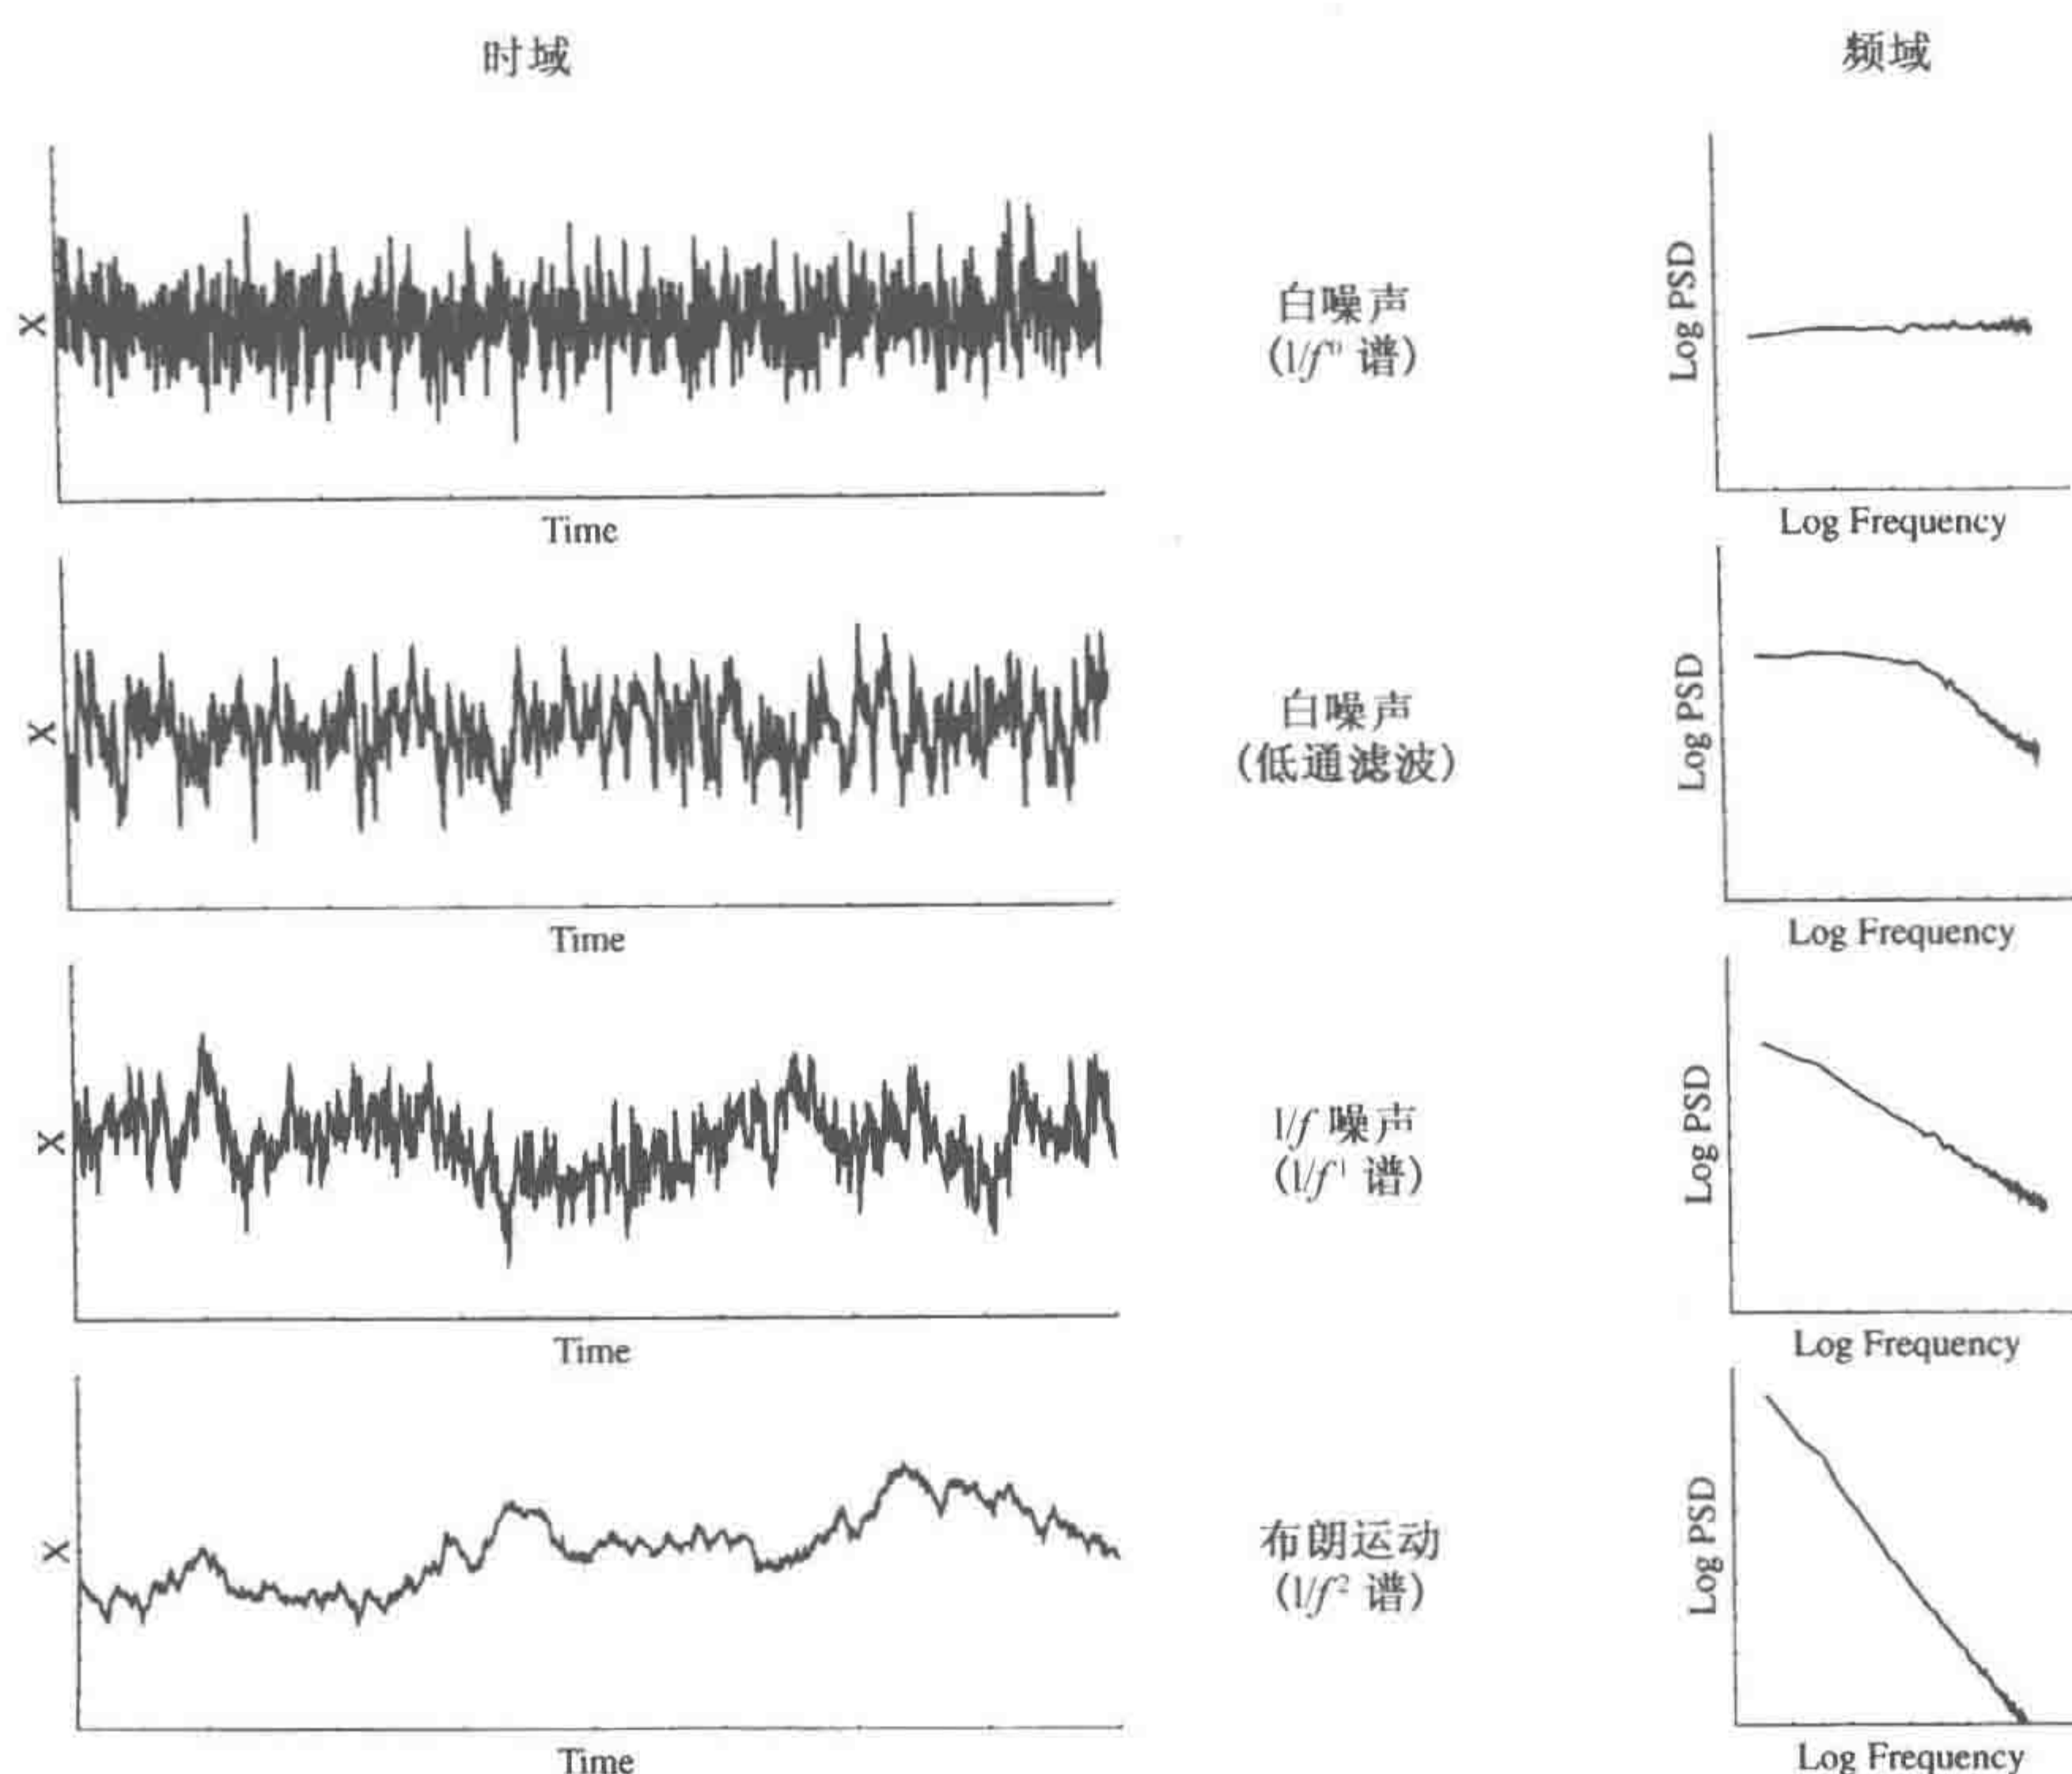 时域
频域
X
Time
白噪声
(1/f⁰ 谱)
Log PSD
Log Frequency
X
Time
白噪声
(低通滤波)
Log PSD
Log Frequency
X
Time
1/f 噪声
(1/f¹ 谱)
Log PSD
Log Frequency
X
Time
布朗运动
(1/f² 谱)
Log PSD
Log Frequency